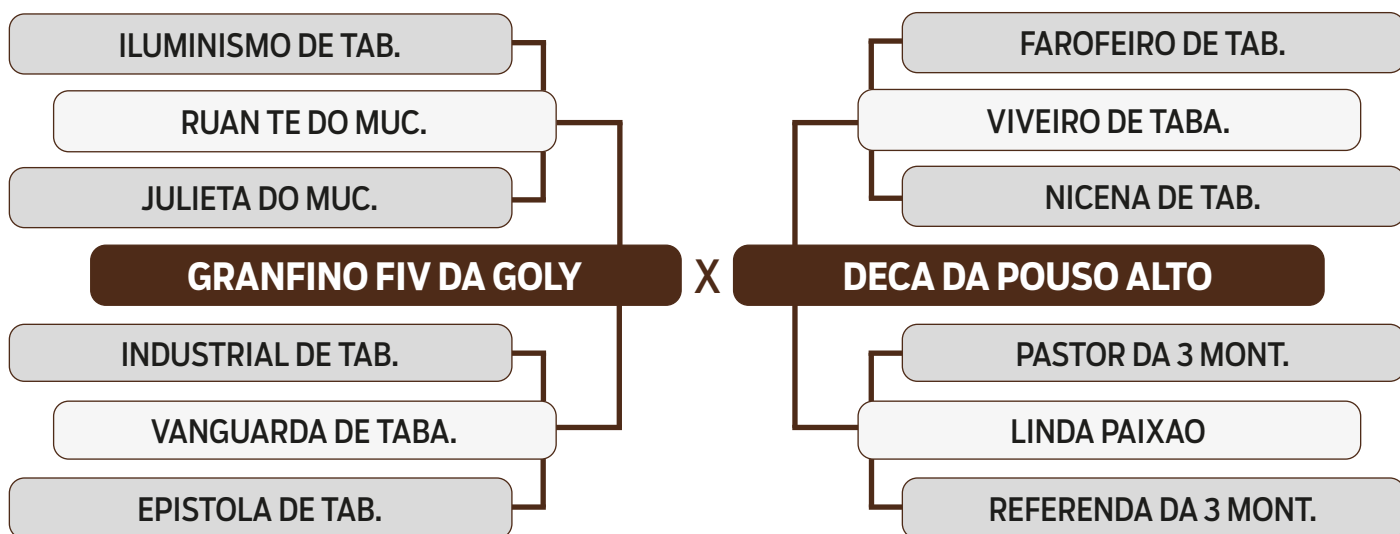 ILUMINISMO DE TAB.
RUAN TE DO MUC.
JULIETA DO MUC.
GRANFINO FIV DA GOLY
INDUSTRIAL DE TAB.
VANGUARDA DE TABA.
EPISTOLA DE TAB.
X
FAROFEIRO DE TAB.
VIVEIRO DE TABA.
NICENA DE TAB.
DECA DA POUSO ALTO
PASTOR DA 3 MONT.
LINDA PAIXAO
REFERENDA DA 3 MONT.